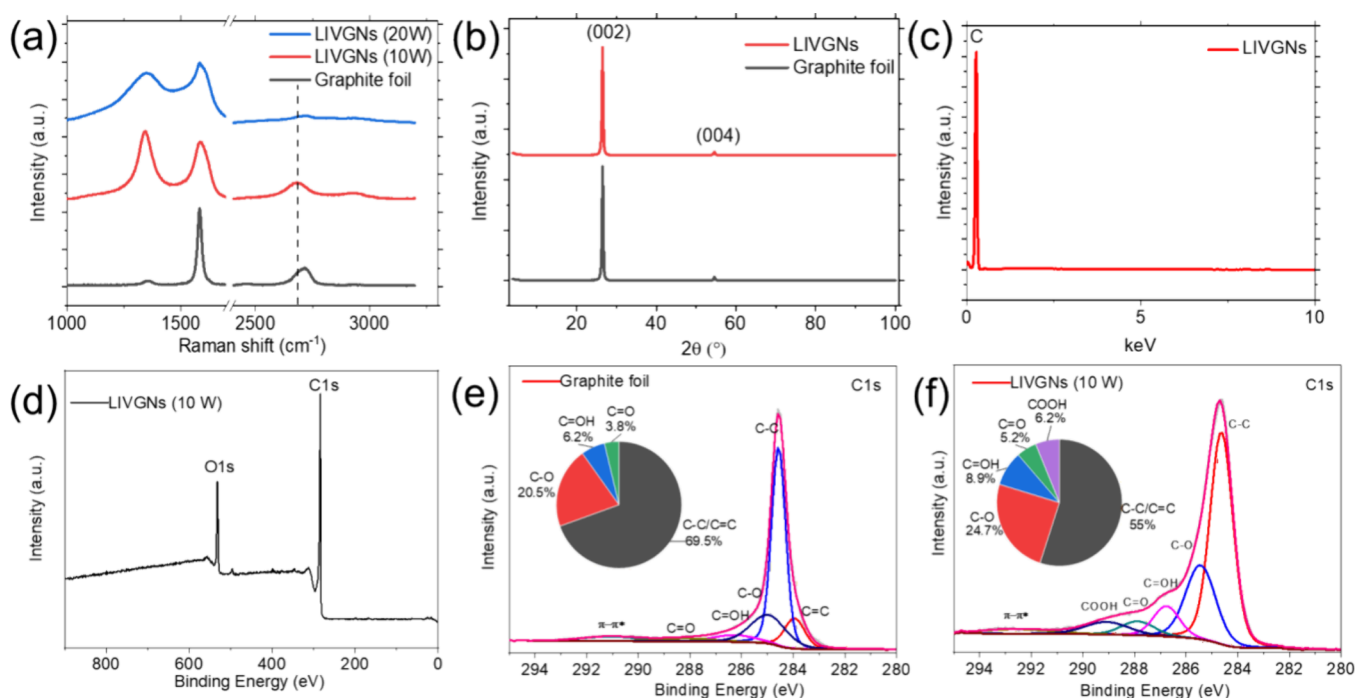 (a)
LIVGNs (20W)
LIVGNs (10W)
Graphite foil
Intensity (a.u.)
1000 1500 2500 3000
Raman shift (cm⁻¹)
(b)
(002)
LIVGNs
Graphite foil
(004)
Intensity (a.u.)
20 40 60 80 100
2θ (°)
(c)
C
LIVGNs
Intensity (a.u.)
0 5 10
keV
(d)
C1s
LIVGNs (10 W)
O1s
Intensity (a.u.)
800 600 400 200 0
Binding Energy (eV)
(e)
Graphite foil
C1s
C=O
3.8%
C=OH
6.2%
C-O
20.5%
C-C/C=C
69.5%
C-C
C-O
C=OH
C=C
C=O
π-π*
Intensity (a.u.)
294 292 290 288 286 284 282 280
Binding Energy (eV)
(f)
LIVGNs (10 W)
C1s
COOH
6.2%
C=O
5.2%
C=OH
8.9%
C-O
24.7%
C-C/C=C
55%
C-C
C-O
C=OH
C=O
COOH
π-π*
Intensity (a.u.)
294 292 290 288 286 284 282 280
Binding Energy (eV)